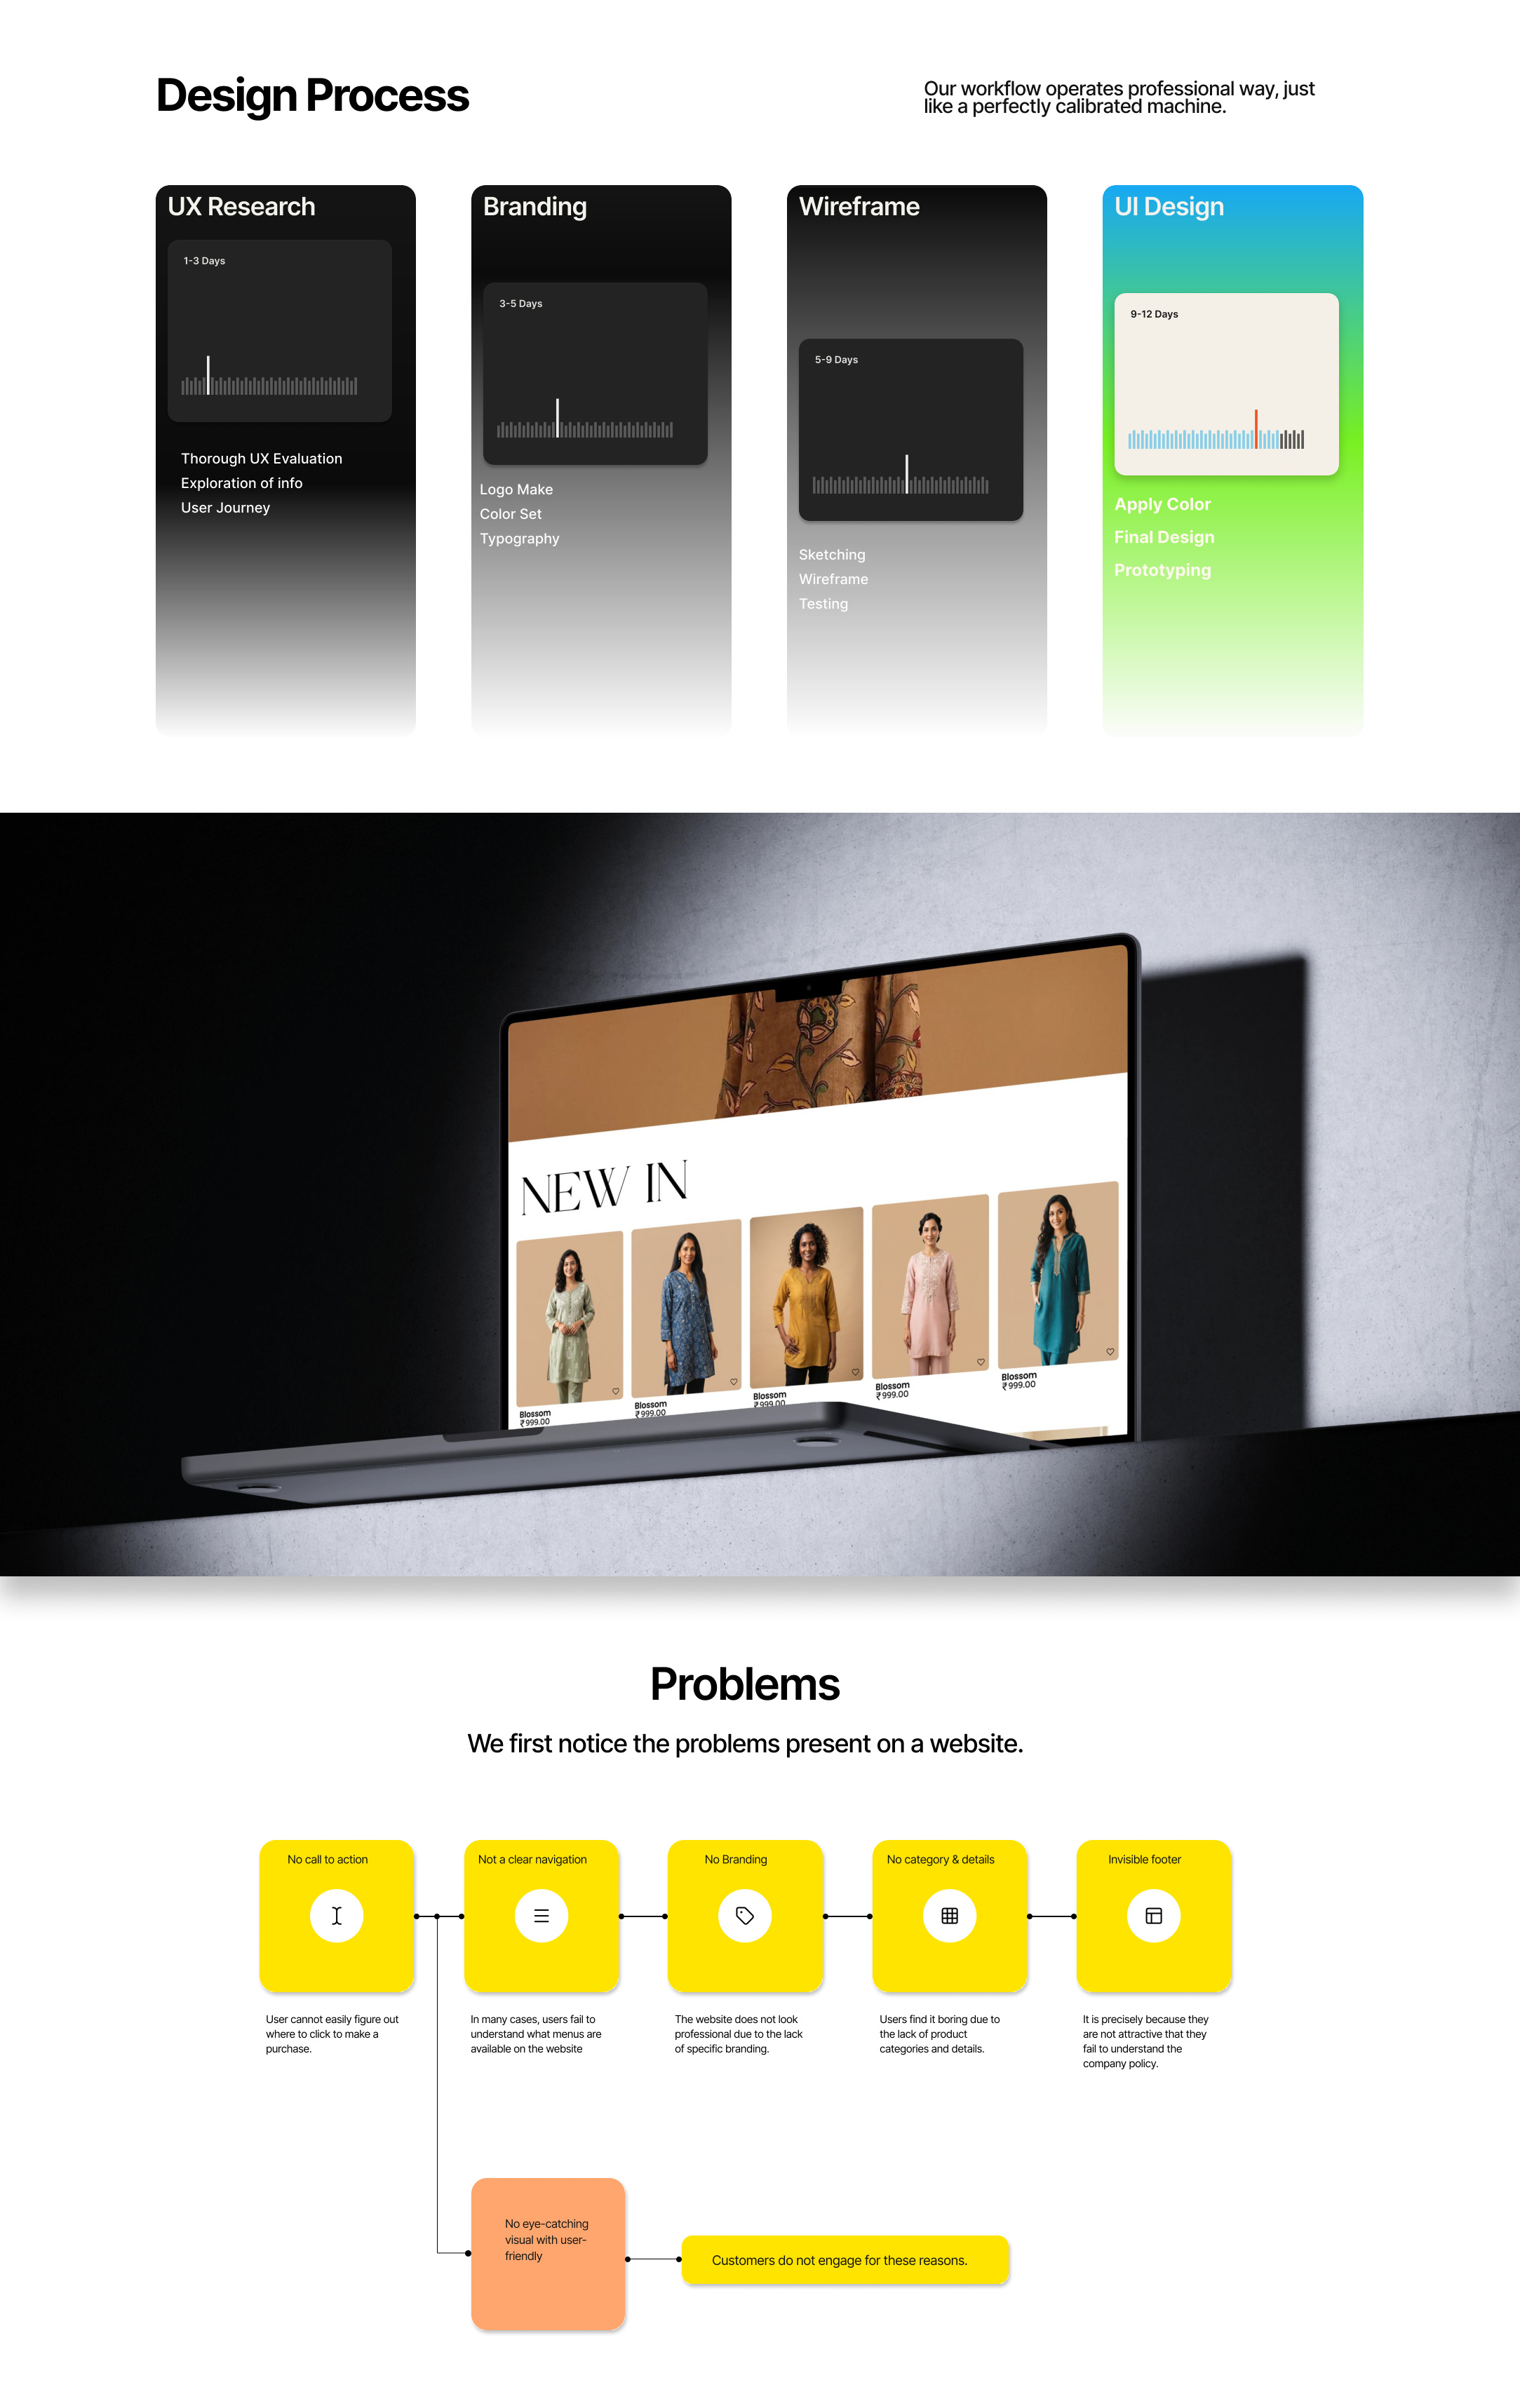 Design Process
Our workflow operates professional way, just
like a perfectly calibrated machine.
UX Research
1-3 Days
Thorough UX Evaluation
Exploration of info
User Journey
Branding
3-5 Days
Logo Make
Color Set
Typography
Wireframe
5-9 Days
Sketching
Wireframe
Testing
UI Design
9-12 Days
Apply Color
Final Design
Prototyping
NEW IN
Blossom
₹999.00
Blossom
₹999.00
Blossom
₹999.00
Blossom
₹999.00
Blossom
₹999.00
Problems
We first notice the problems present on a website.
No call to action
User cannot easily figure out
where to click to make a
purchase.
Not a clear navigation
In many cases, users fail to
understand what menus are
available on the website
No Branding
The website does not look
professional due to the lack
of specific branding.
No category & details
Users find it boring due to
the lack of product
categories and details.
Invisible footer
It is precisely because they
are not attractive that they
fail to understand the
company policy.
No eye-catching
visual with user-
friendly
Customers do not engage for these reasons.